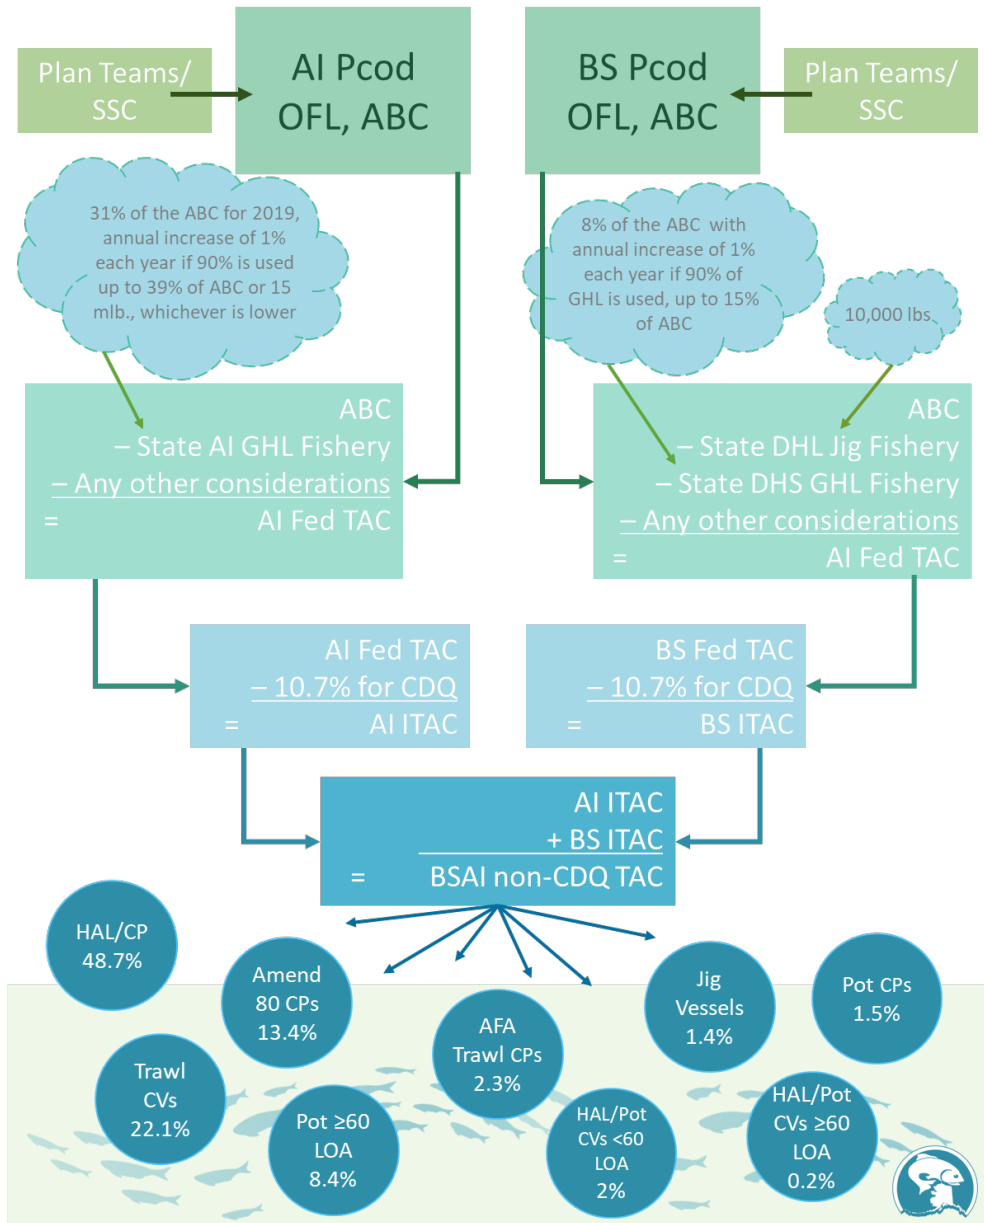 Plan Teams/
SSC
AI Pcod
OFL, ABC
BS Pcod
OFL, ABC
Plan Teams/
SSC
31% of the ABC for 2019,
annual increase of 1%
each year if 90% is used
up to 39% of ABC or 15
mlb., whichever is lower
8% of the ABC with
annual increase of 1%
each year if 90% of
GHL is used, up to 15%
of ABC
10,000 lbs
ABC
– State AI GHL Fishery
– Any other considerations
= AI Fed TAC
ABC
– State DHL Jig Fishery
– State DHS GHL Fishery
– Any other considerations
= AI Fed TAC
AI Fed TAC
– 10.7% for CDQ
= AI ITAC
BS Fed TAC
– 10.7% for CDQ
= BS ITAC
AI ITAC
+ BS ITAC
= BSAI non-CDQ TAC
HAL/CP
48.7%
Amend
80 CPs
13.4%
Jig
Vessels
1.4%
Pot CPs
1.5%
AFA
Trawl CPs
2.3%
Trawl
CVs
22.1%
Pot ≥60
LOA
8.4%
HAL/Pot
CVs <60
LOA
2%
HAL/Pot
CVs ≥60
LOA
0.2%